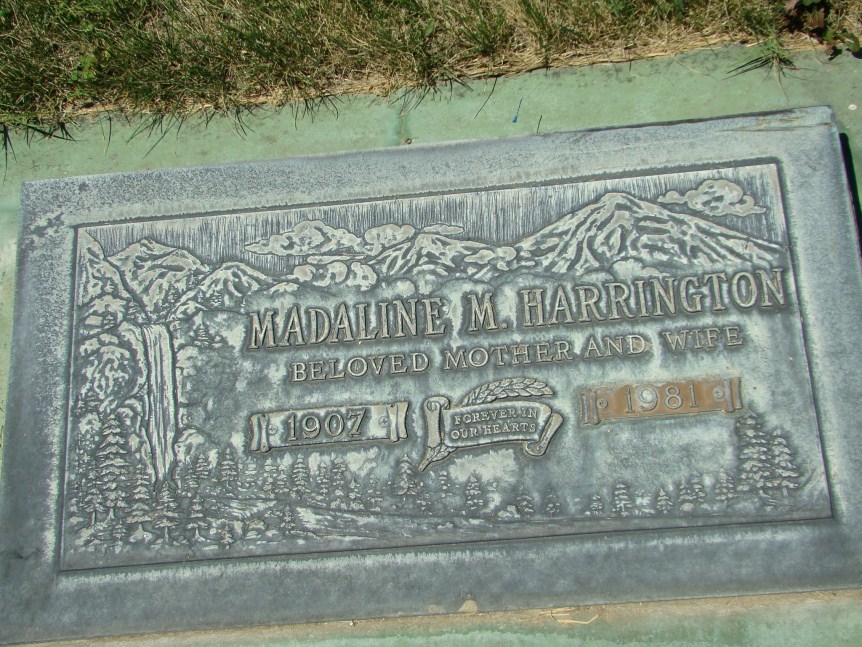 MADALINE M. HARRINGTON
BELOVED MOTHER AND WIFE
1907
FOREVER IN
OUR HEARTS
1981